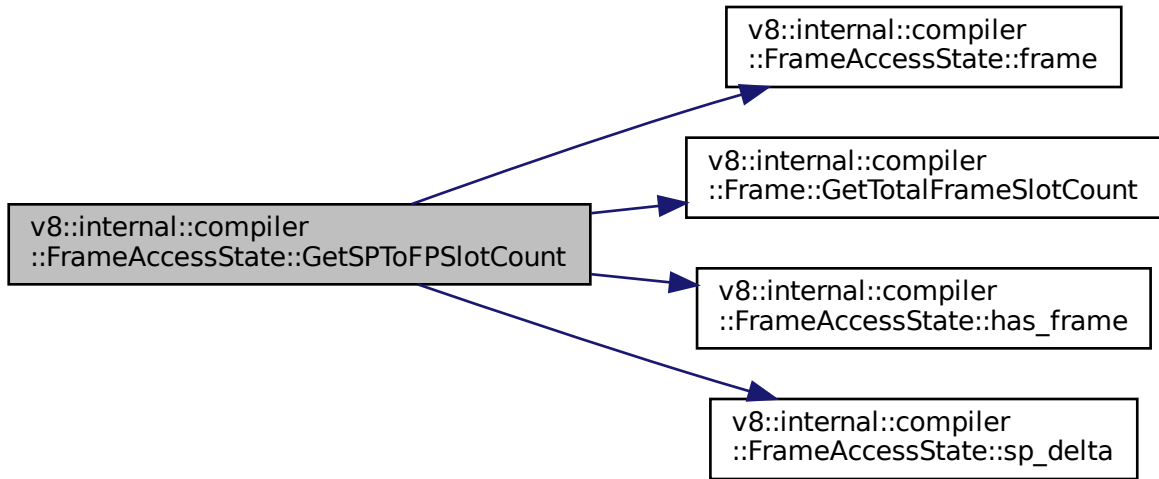 v8::internal::compiler
::FrameAccessState::frame
v8::internal::compiler
::Frame::GetTotalFrameSlotCount
v8::internal::compiler
::FrameAccessState::GetSPToFPSlotCount
v8::internal::compiler
::FrameAccessState::has_frame
v8::internal::compiler
::FrameAccessState::sp_delta